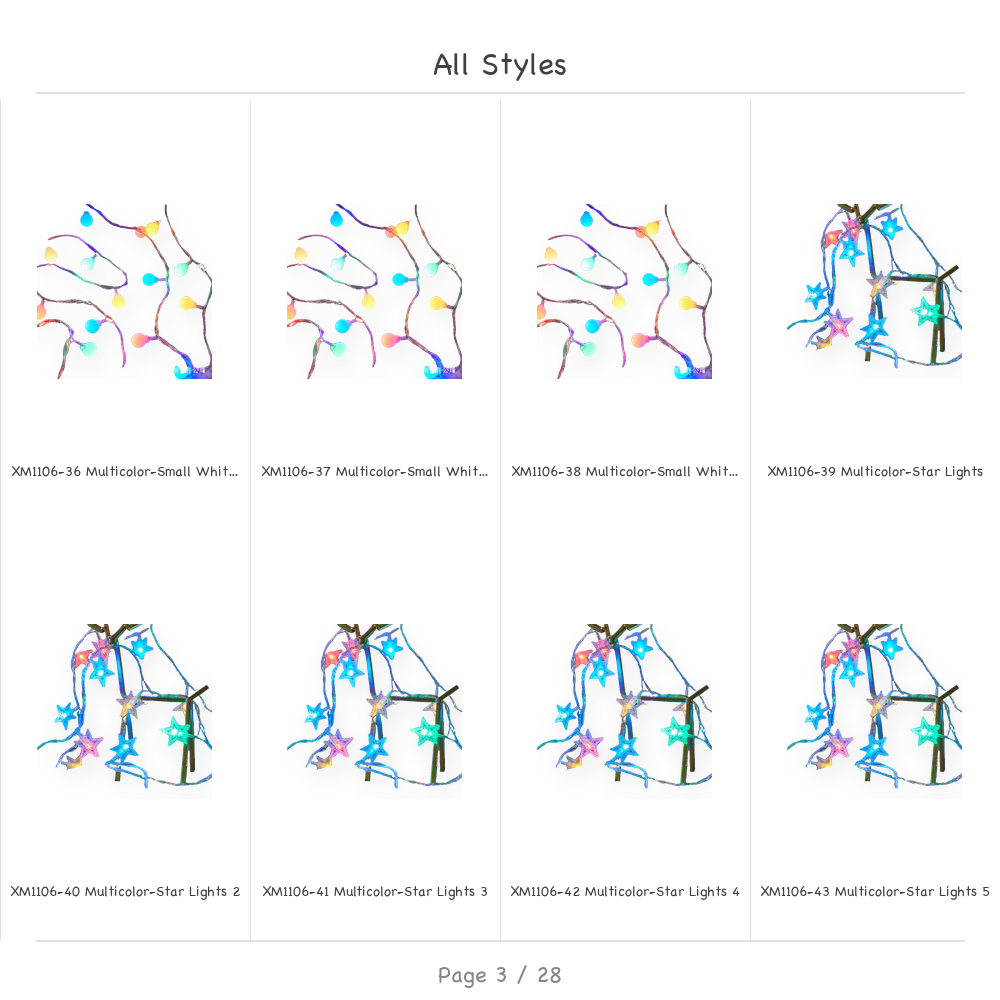 All Styles
XM1106-36 Multicolor-Small Whit...
XM1106-37 Multicolor-Small Whit...
XM1106-38 Multicolor-Small Whit...
XM1106-39 Multicolor-Star Lights
XM1106-40 Multicolor-Star Lights 2
XM1106-41 Multicolor-Star Lights 3
XM1106-42 Multicolor-Star Lights 4
XM1106-43 Multicolor-Star Lights 5
Page 3 / 28